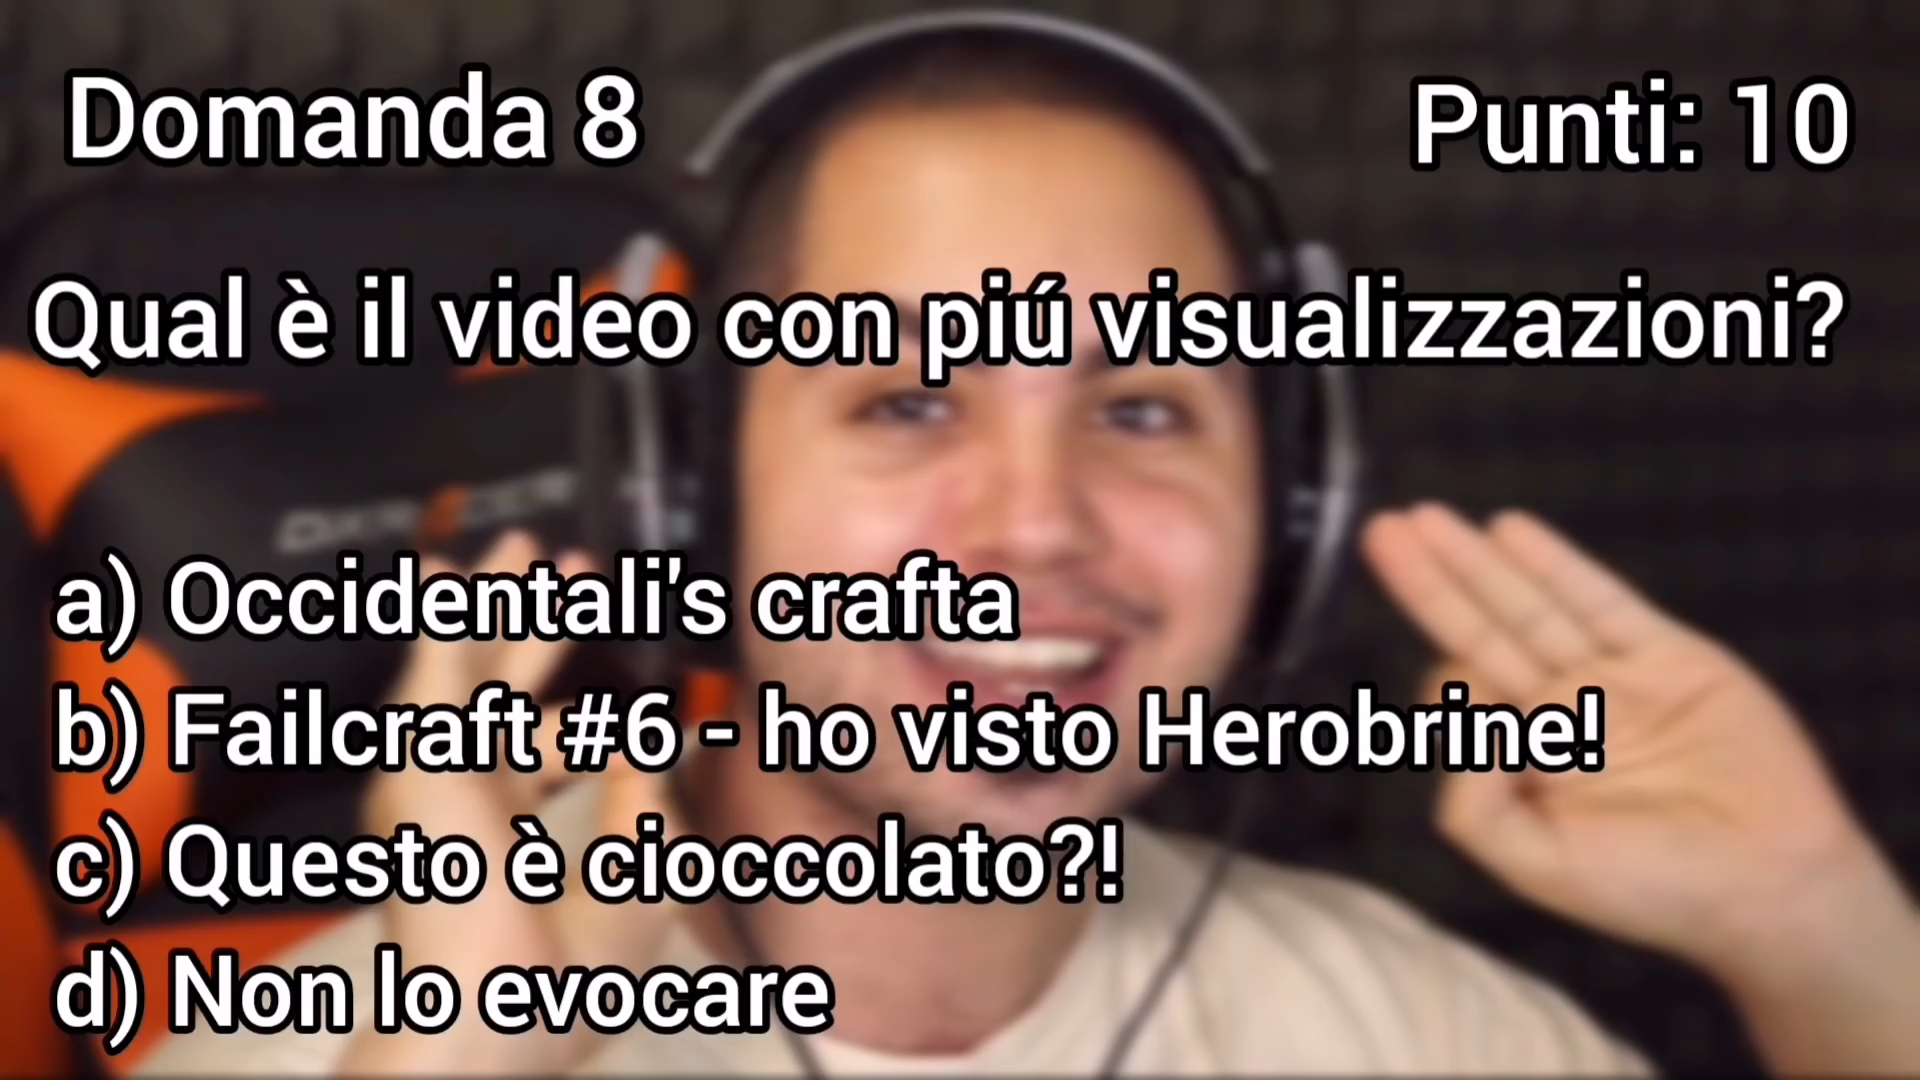 Domanda 8
Punti: 10
Qual è il video con piú visualizzazioni?
DXRACER
a) Occidentali's crafta
b) Failcraft #6 - ho visto Herobrine!
c) Questo è cioccolato?!
d) Non lo evocare